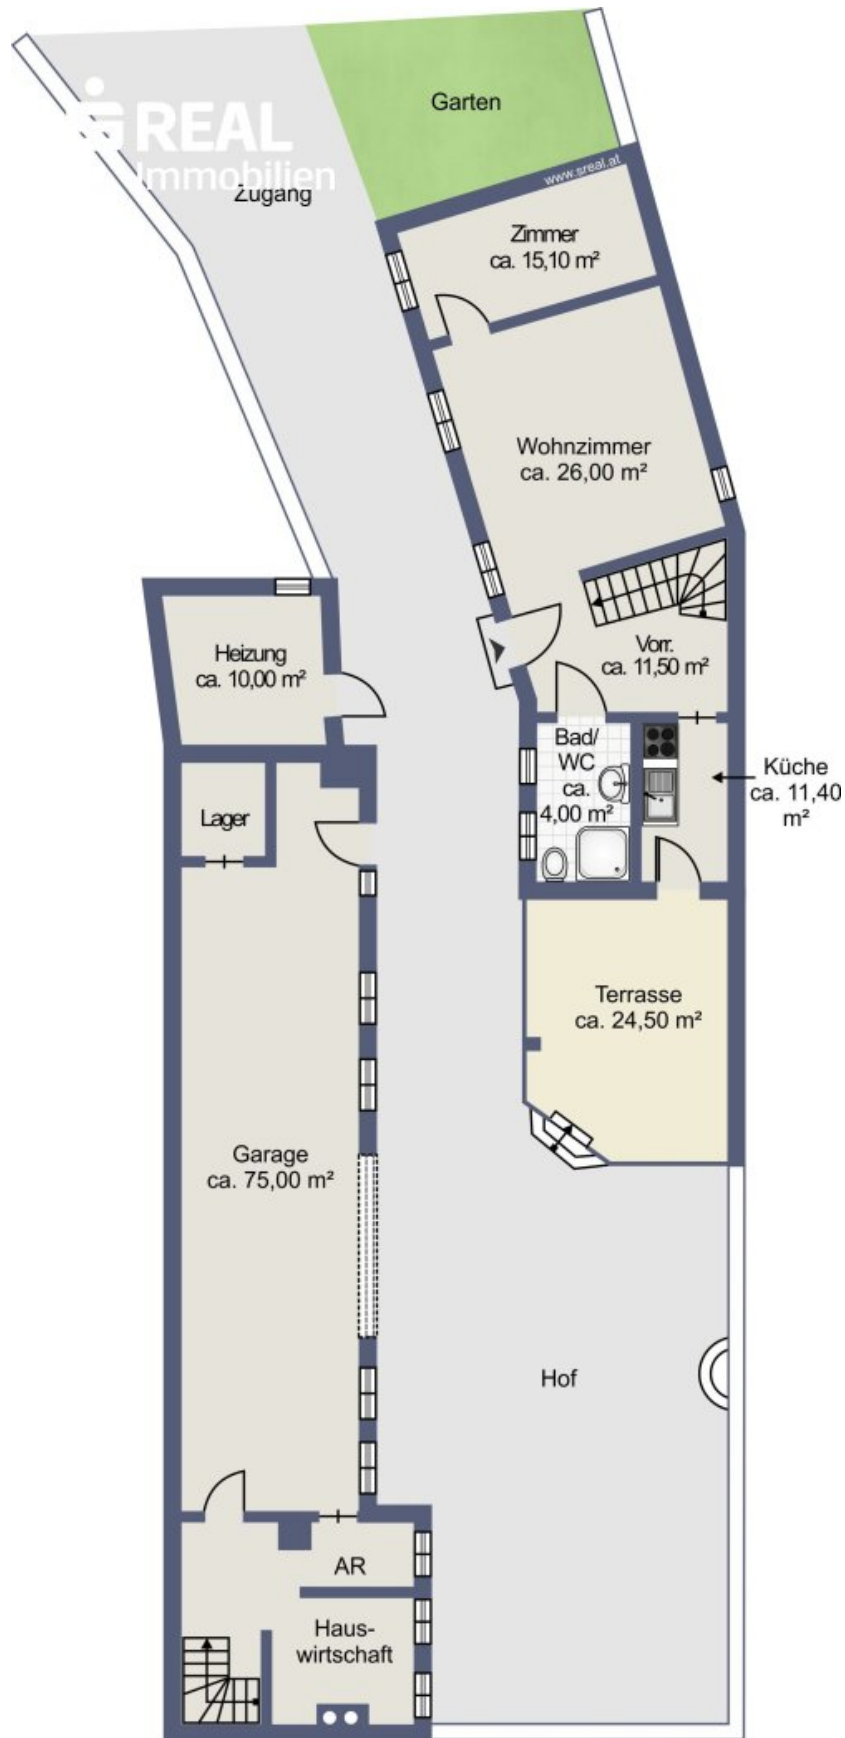 Garten
REAL
Immobilien
Zugang
www.sreal.at
Zimmer
ca. 15,10 m²
Wohnzimmer
ca. 26,00 m²
Heizung
ca. 10,00 m²
Vorr.
ca. 11,50 m²
Bad/
WC
ca.
4,00 m²
Küche
ca. 11,40
m²
Lager
Terrasse
ca. 24,50 m²
Garage
ca. 75,00 m²
Hof
AR
Haus-
wirtschaft